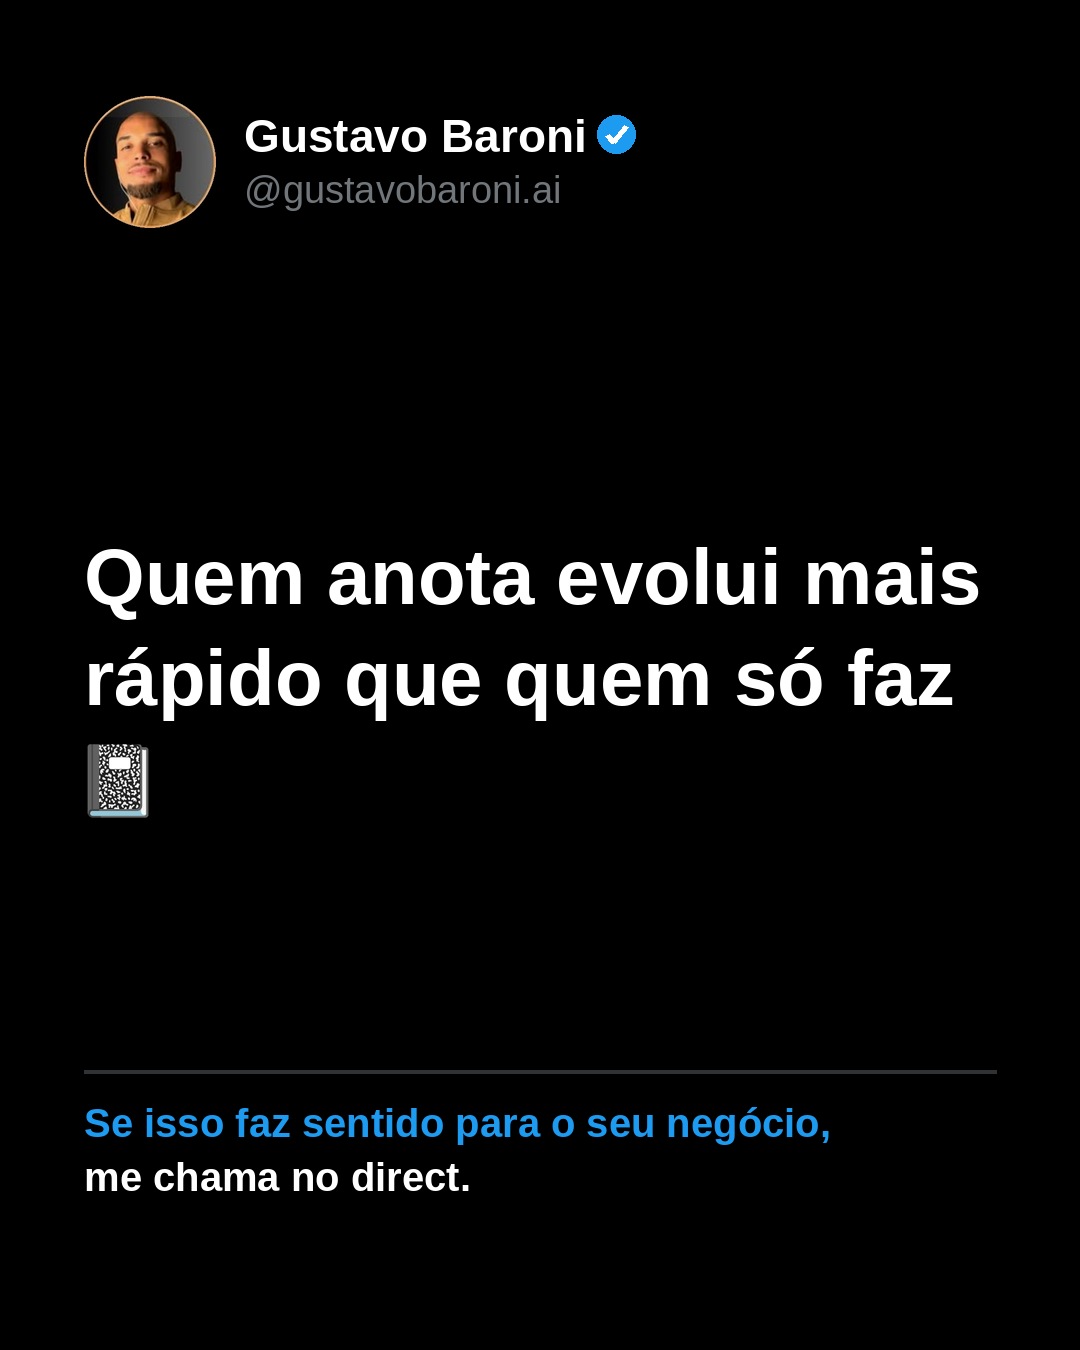 Gustavo Baroni
@gustavobaroni.ai
Quem anota evolui mais
rápido que quem só faz
📓
Se isso faz sentido para o seu negócio,
me chama no direct.